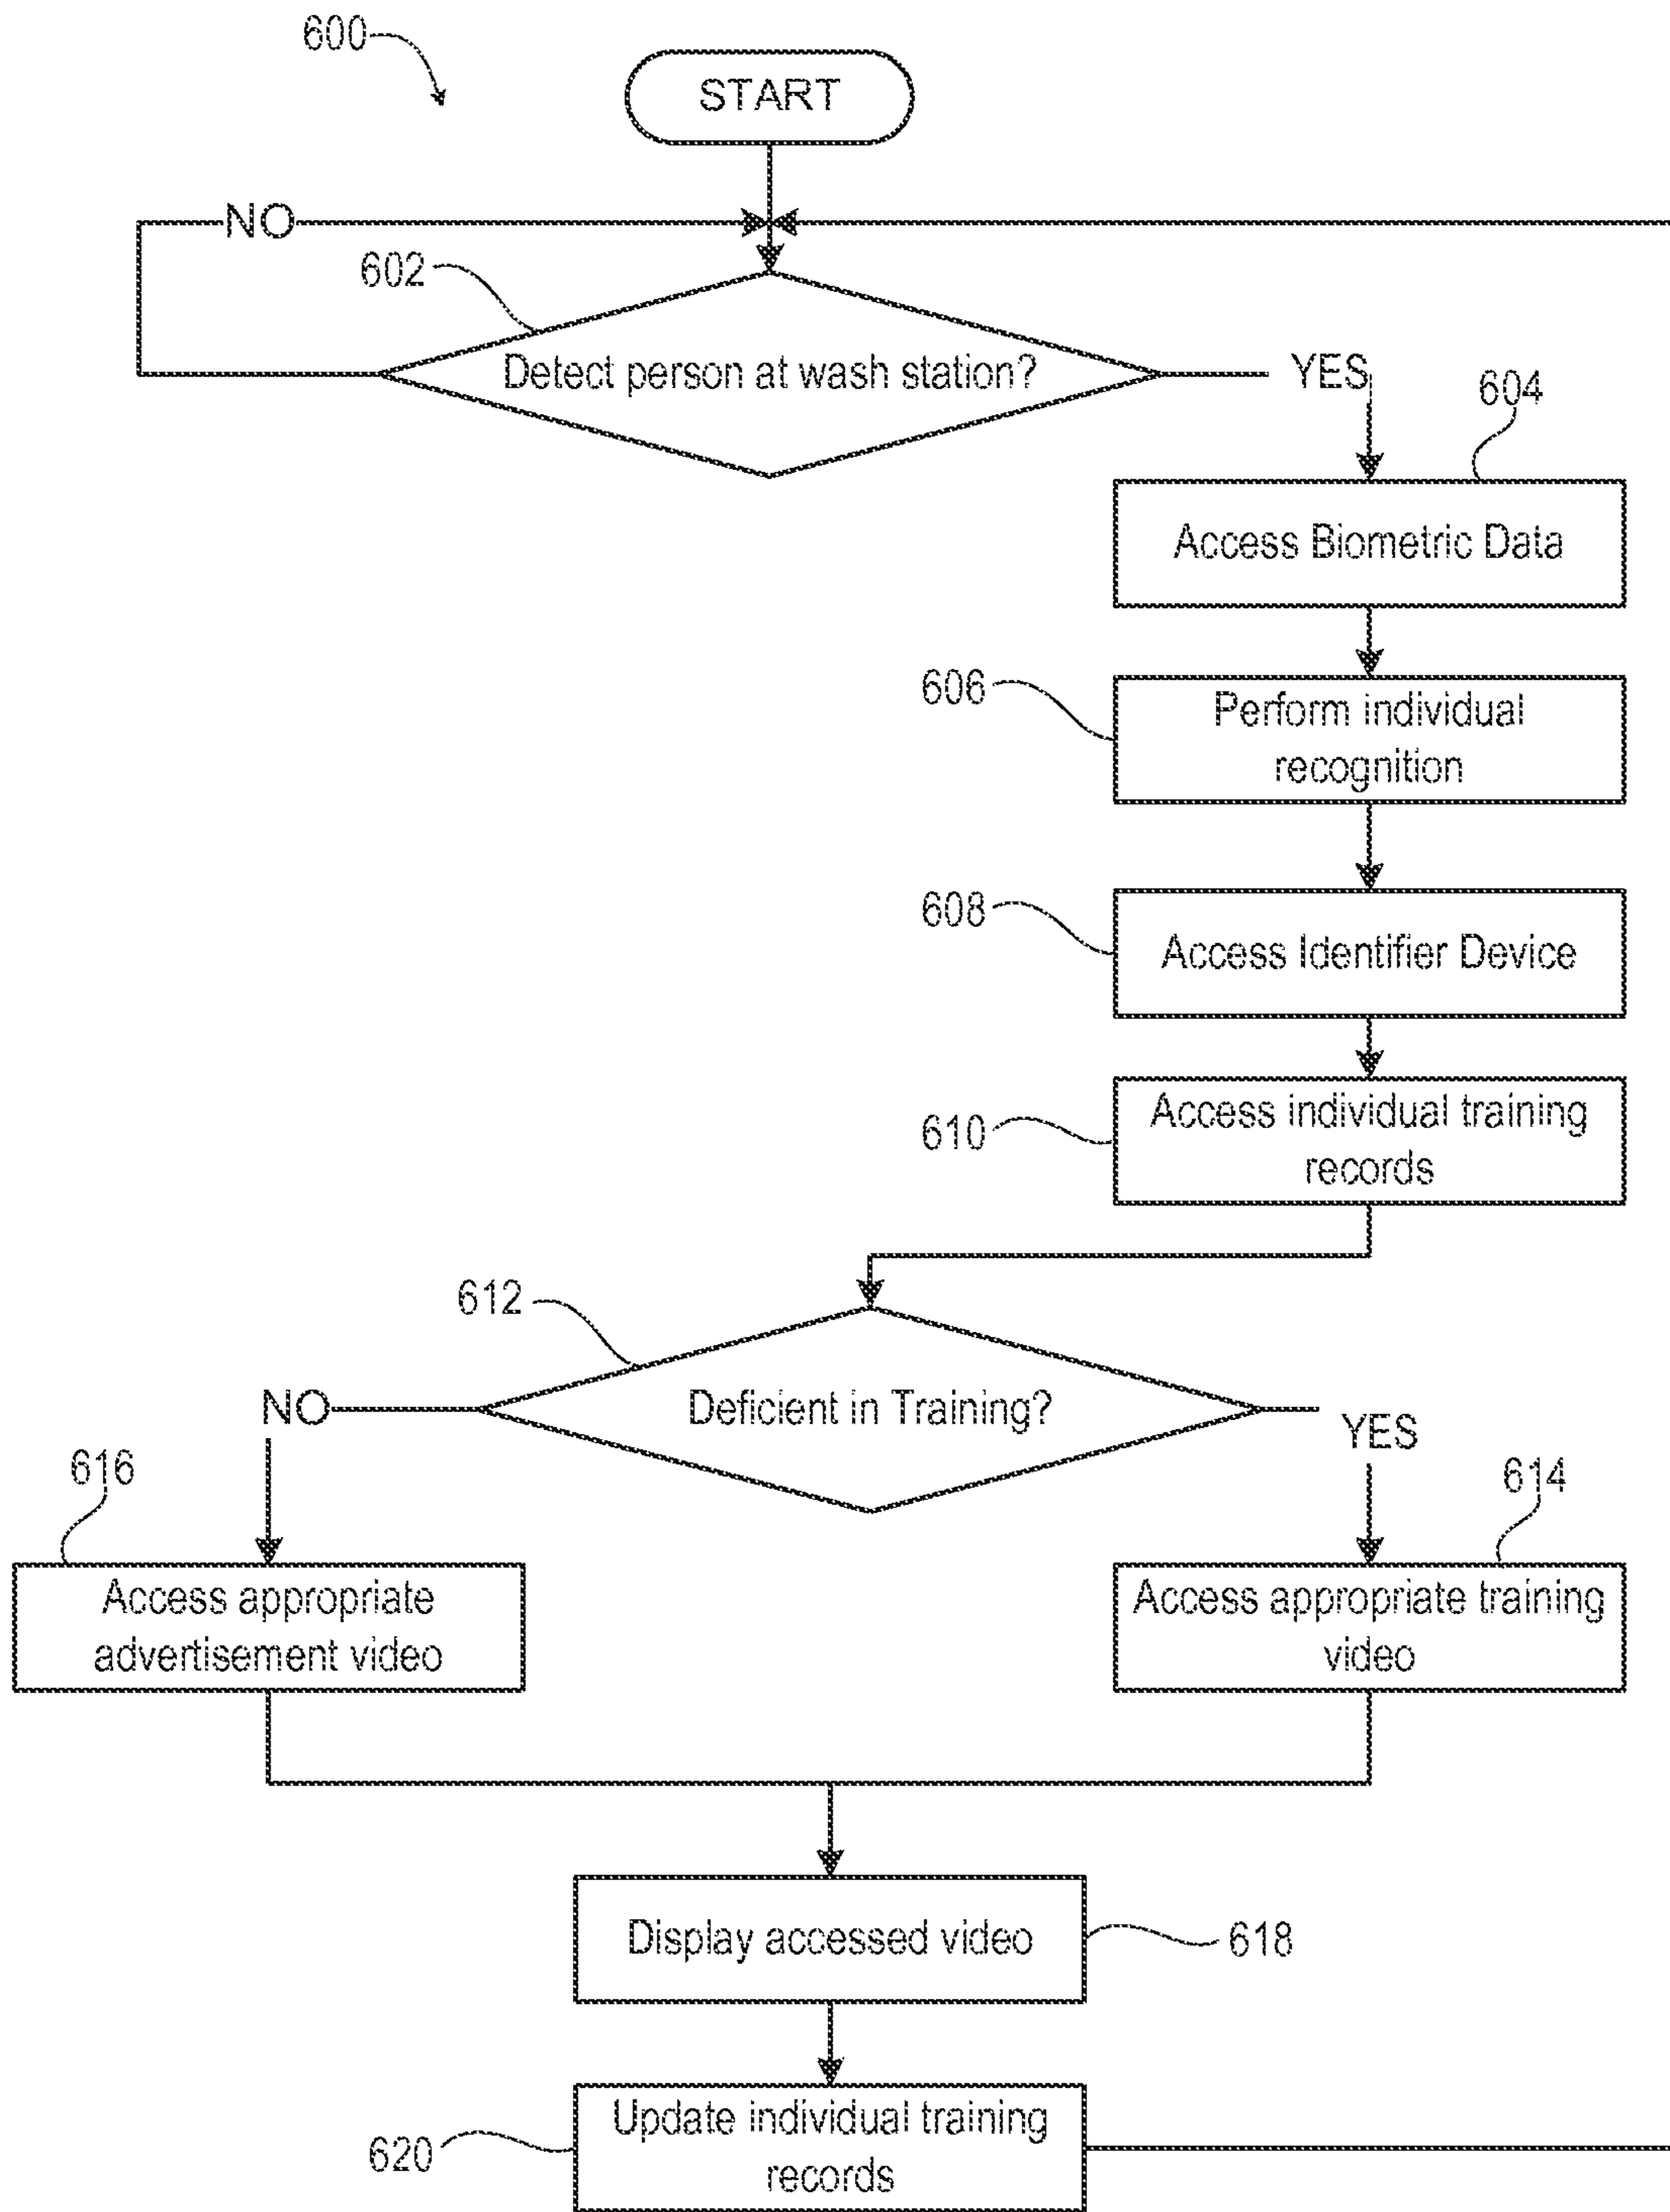 600
START
NO
602
Detect person at wash station?
YES
604
Access Biometric Data
606
Perform individual
recognition
608
Access Identifier Device
610
Access individual training
records
612
Deficient in Training?
NO
YES
616
614
Access appropriate
advertisement video
Access appropriate training
video
Display accessed video
618
Update individual training
records
620